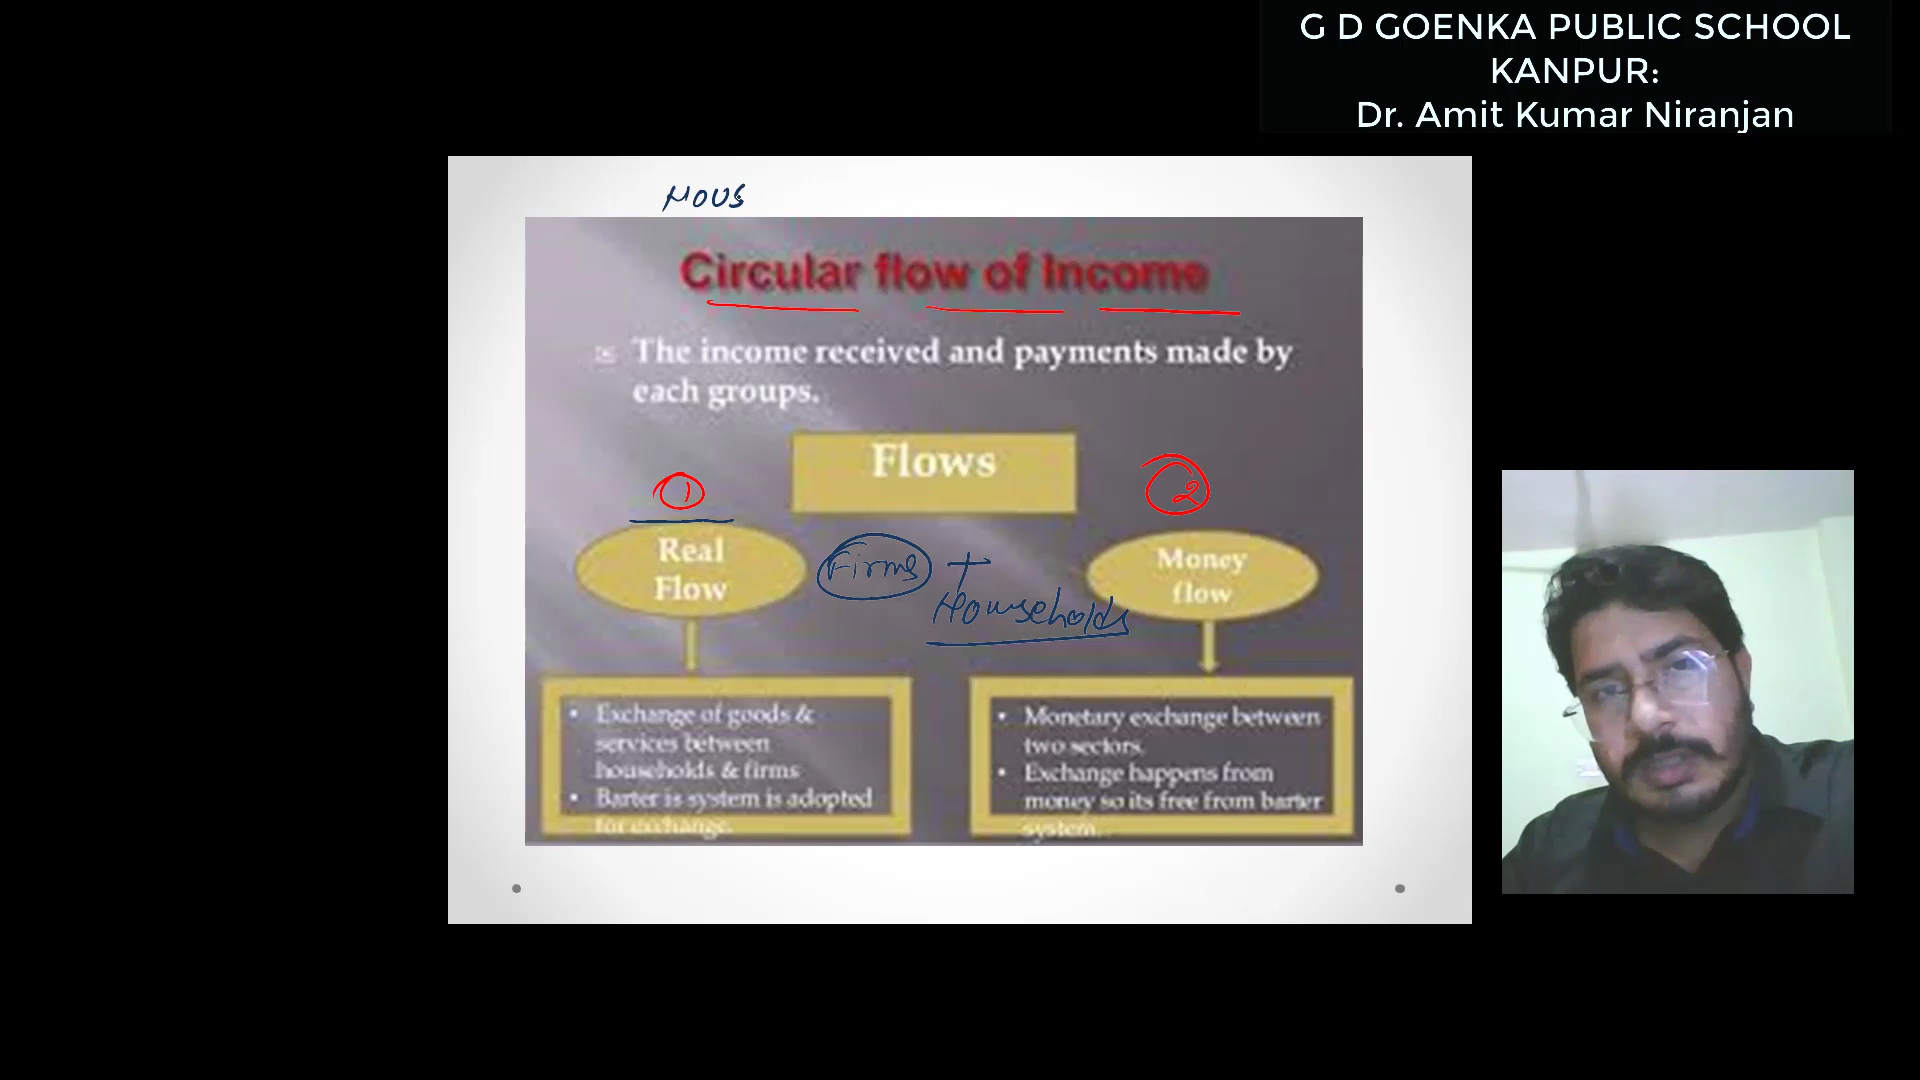 G D GOENKA PUBLIC SCHOOL
KANPUR:
Dr. Amit Kumar Niranjan
HOUS
Circular flow of Income
The income received and payments made by
each groups.
Flows
1
2
Real
Flow
Firms +
Households
Money
flow
• Exchange of goods &
services between
households & firms
• Barter is system is adopted
for exchange.
• Monetary exchange between
two sectors.
• Exchange happens from
money so its free from barter
system.